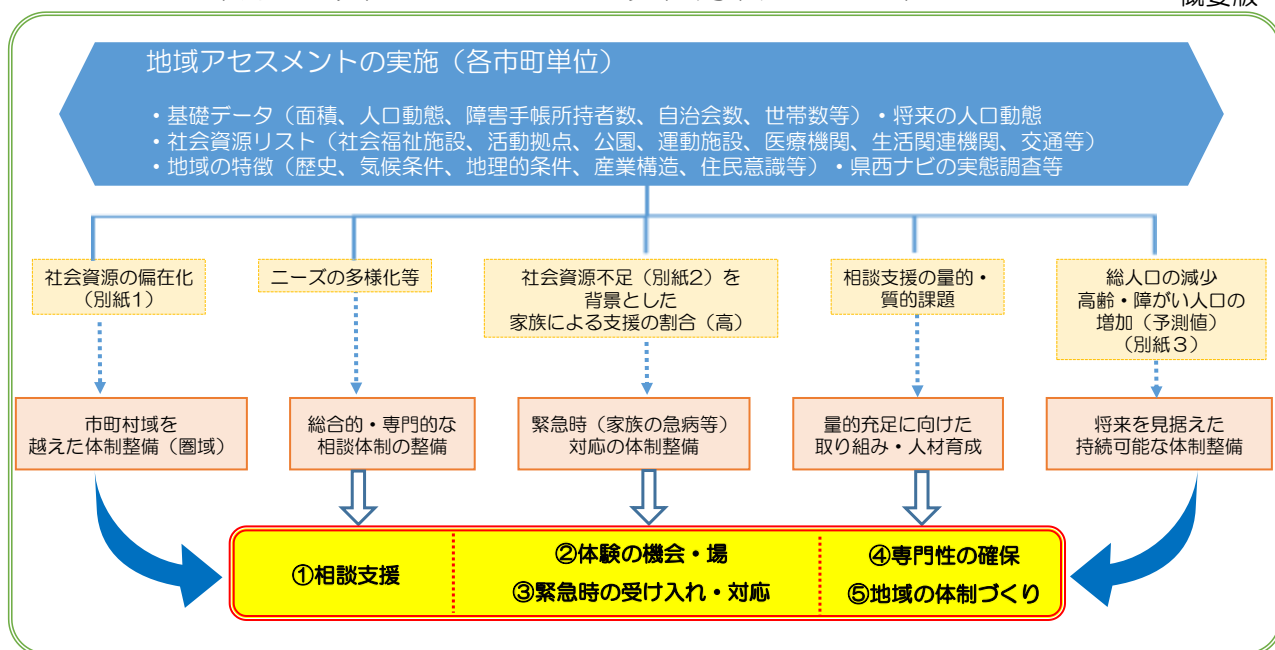 概要版
地域アセスメントの実施（各市町単位）
・基礎データ（面積、人口動態、障害手帳所持者数、自治会数、世帯数等）・将来の人口動態
・社会資源リスト（社会福祉施設、活動拠点、公園、運動施設、医療機関、生活関連機関、交通等）
・地域の特徴（歴史、気候条件、地理的条件、産業構造、住民意識等）・県西ナビの実態調査等
社会資源の偏在化
（別紙１）
ニーズの多様化等
社会資源不足（別紙２）を
背景とした
家族による支援の割合（高）
相談支援の量的・
質的課題
総人口の減少
高齢・障がい人口の
増加（予測値）
（別紙３）
市町村域を
越えた体制整備（圏域）
総合的・専門的な
相談体制の整備
緊急時（家族の急病等）
対応の体制整備
量的充足に向けた
取り組み・人材育成
将来を見据えた
持続可能な体制整備
①相談支援
②体験の機会・場
③緊急時の受け入れ・対応
④専門性の確保
⑤地域の体制づくり